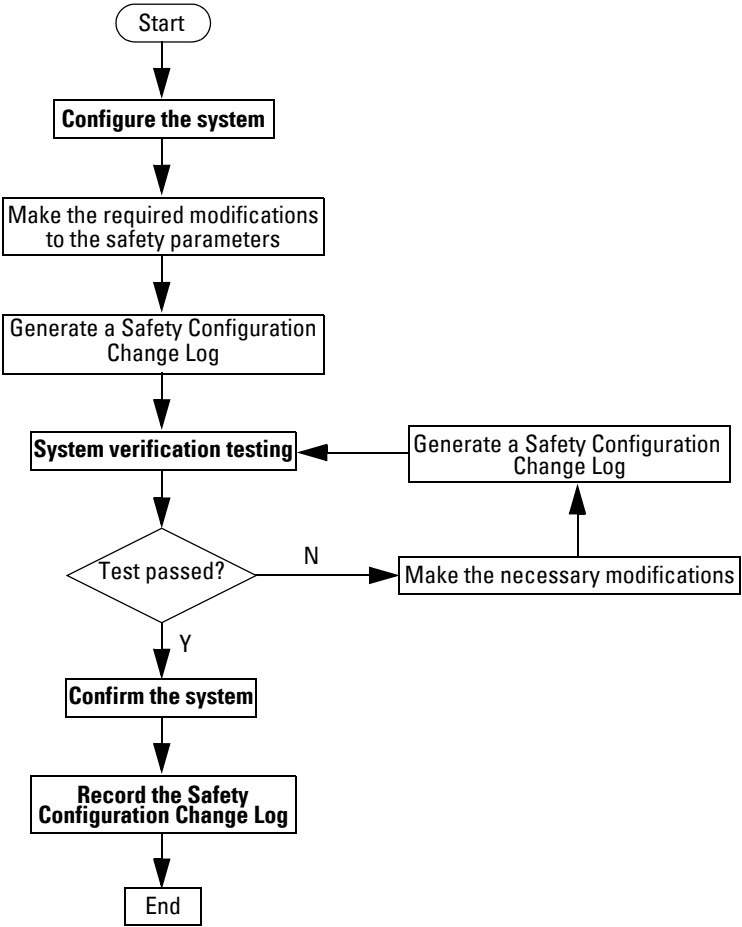 Start
Configure the system
Make the required modifications
to the safety parameters
Generate a Safety Configuration
Change Log
System verification testing
Generate a Safety Configuration
Change Log
Test passed?
N
Make the necessary modifications
Y
Confirm the system
Record the Safety
Configuration Change Log
End